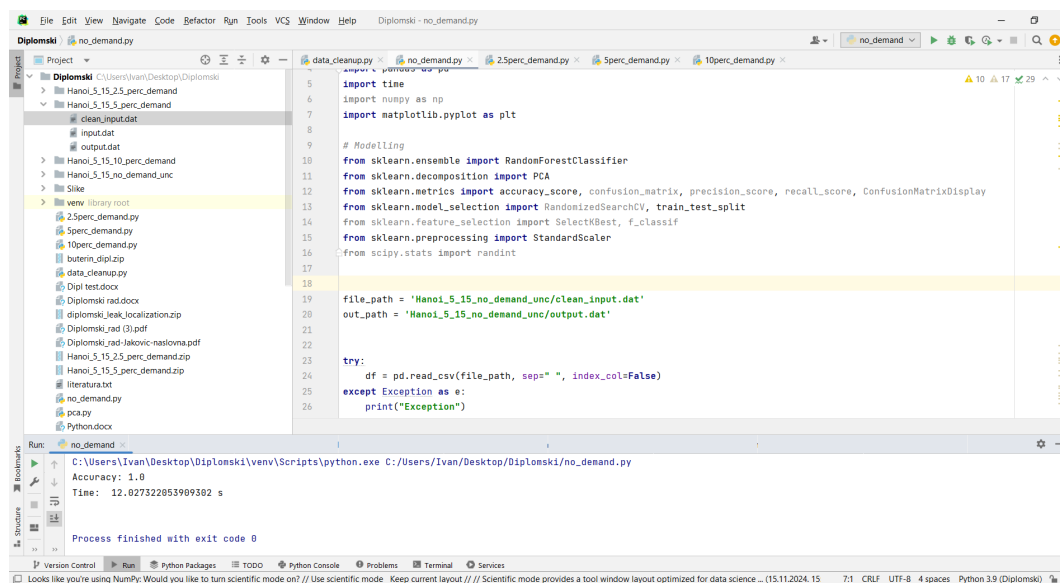 File Edit View Navigate Code Refactor Run Tools VCS Window Help Diplomski - no_demand.py
Diplomski no_demand.py
no_demand
Project
data_cleanup.py no_demand.py 2.5perc_demand.py 5perc_demand.py 10perc_demand.py
Project
Diplomski C:\Users\Ivan\Desktop\Diplomski
Hanoi_5_15_2.5_perc_demand
Hanoi_5_15_5_perc_demand
clean_input.dat
input.dat
output.dat
Hanoi_5_15_10_perc_demand
Hanoi_5_15_no_demand_unc
Slike
venv library root
2.5perc_demand.py
5perc_demand.py
10perc_demand.py
buterin_dipl.zip
data_cleanup.py
Dipl test.docx
Diplomski rad.docx
diplomski_leak_localization.zip
Diplomski_rad (3).pdf
Diplomski_rad-Jakovic-naslovna.pdf
Hanoi_5_15_2.5_perc_demand.zip
Hanoi_5_15_5_perc_demand.zip
literatura.txt
no_demand.py
pca.py
Python.docx
10 17 29
4 import pandas as pd
5 import time
6 import numpy as np
7 import matplotlib.pyplot as plt
8
9 # Modelling
10 from sklearn.ensemble import RandomForestClassifier
11 from sklearn.decomposition import PCA
12 from sklearn.metrics import accuracy_score, confusion_matrix, precision_score, recall_score, ConfusionMatrixDisplay
13 from sklearn.model_selection import RandomizedSearchCV, train_test_split
14 from sklearn.feature_selection import SelectKBest, f_classif
15 from sklearn.preprocessing import StandardScaler
16 from scipy.stats import randint
17
18
19 file_path = 'Hanoi_5_15_no_demand_unc/clean_input.dat'
20 out_path = 'Hanoi_5_15_no_demand_unc/output.dat'
21
22
23 try:
24 df = pd.read_csv(file_path, sep=" ", index_col=False)
25 except Exception as e:
26 print("Exception")
Run: no_demand
Bookmarks
Structure
C:\Users\Ivan\Desktop\Diplomski\venv\Scripts\python.exe C:/Users/Ivan/Desktop/Diplomski/no_demand.py
Accuracy: 1.0
Time: 12.027322053909302 s
Process finished with exit code 0
Version Control Run Python Packages TODO Python Console Problems Terminal Services
Looks like you're using NumPy: Would you like to turn scientific mode on? // Use scientific mode Keep current layout // // Scientific mode provides a tool window layout optimized for data science ... (15.11.2024. 15 7:1 CRLF UTF-8 4 spaces Python 3.9 (Diplomski)